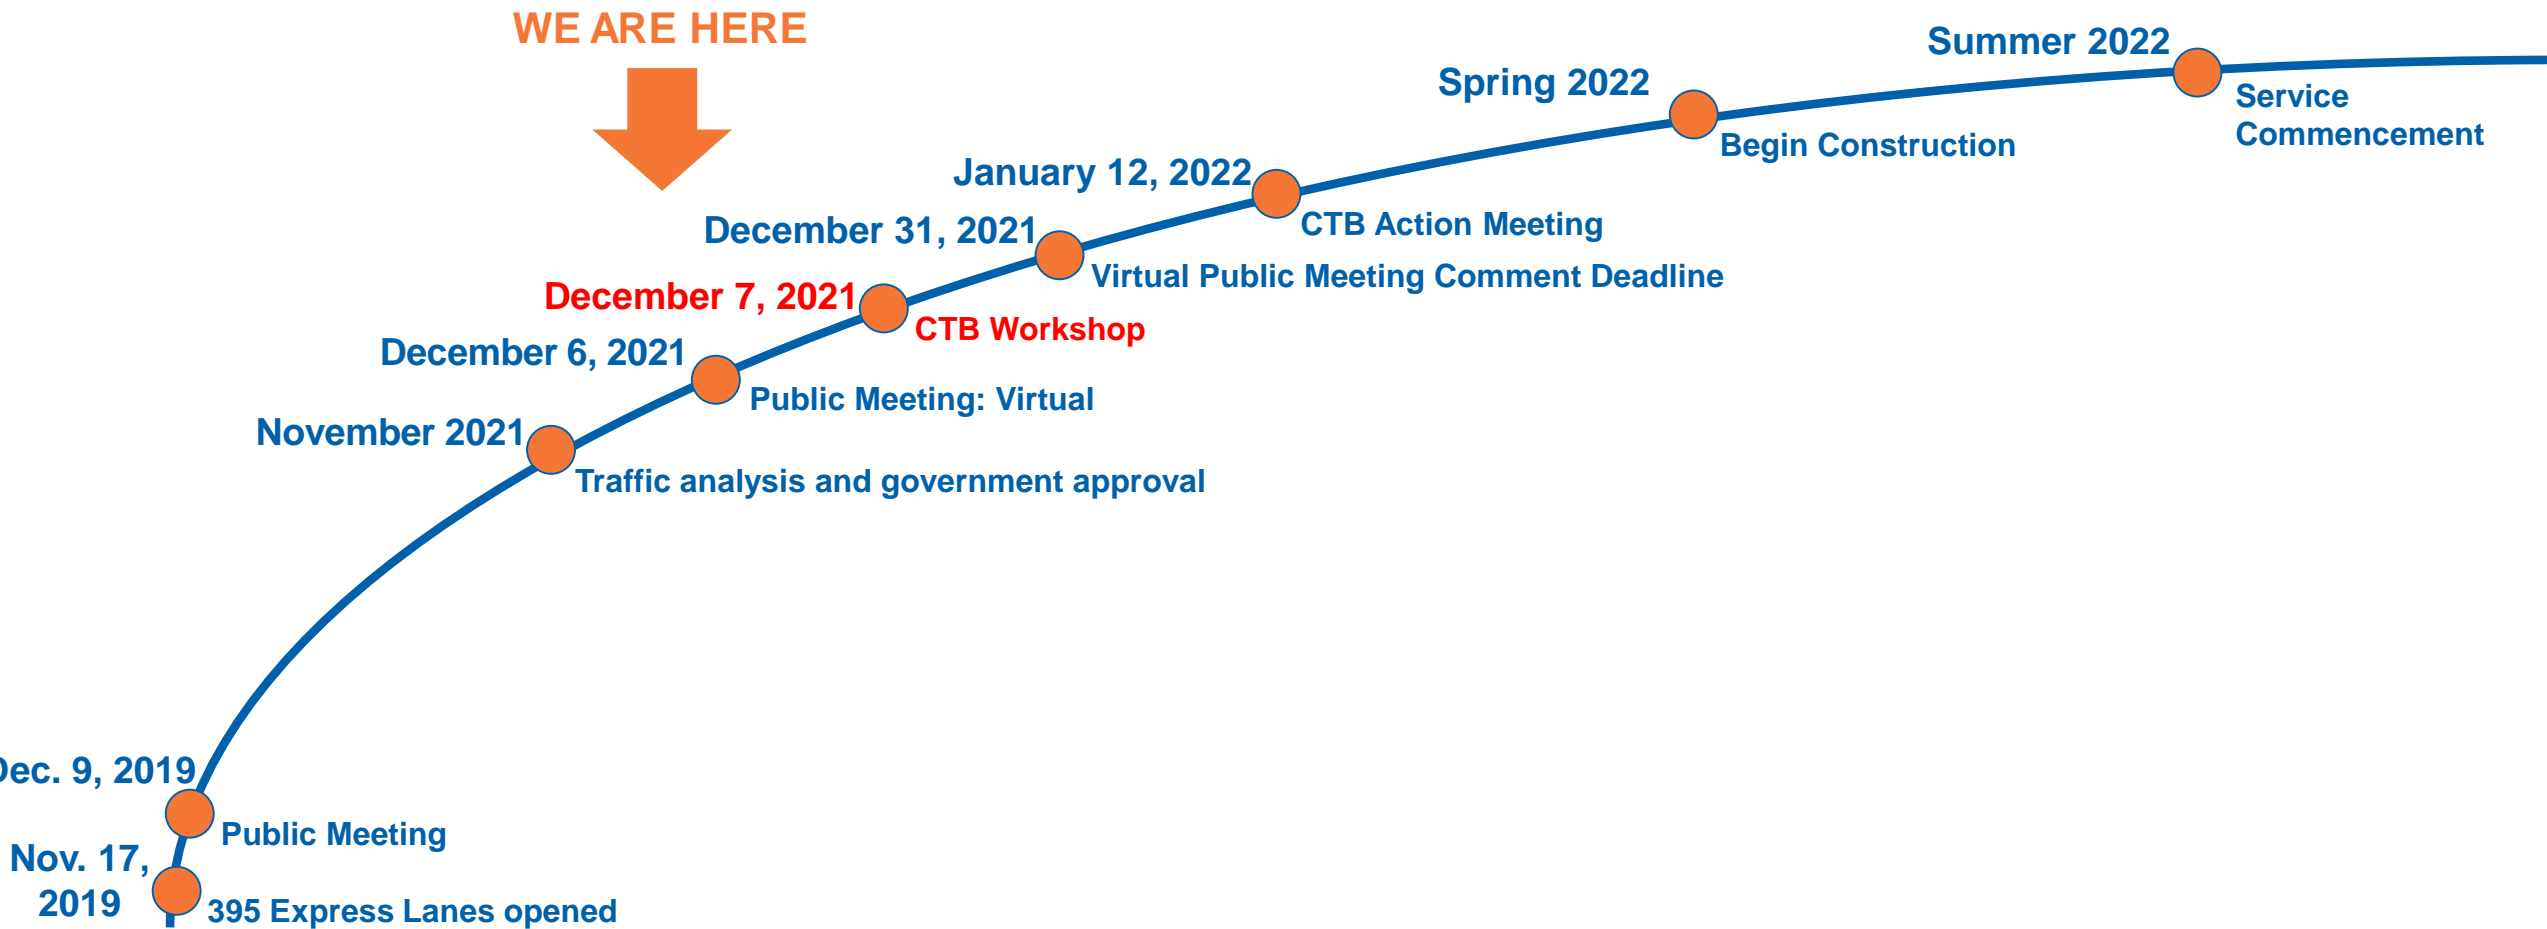 WE ARE HERE
Summer 2022
Service
Commencement
Spring 2022
Begin Construction
January 12, 2022
CTB Action Meeting
December 31, 2021
Virtual Public Meeting Comment Deadline
December 7, 2021
CTB Workshop
December 6, 2021
Public Meeting: Virtual
November 2021
Traffic analysis and government approval
Dec. 9, 2019
Public Meeting
Nov. 17,
2019
395 Express Lanes opened